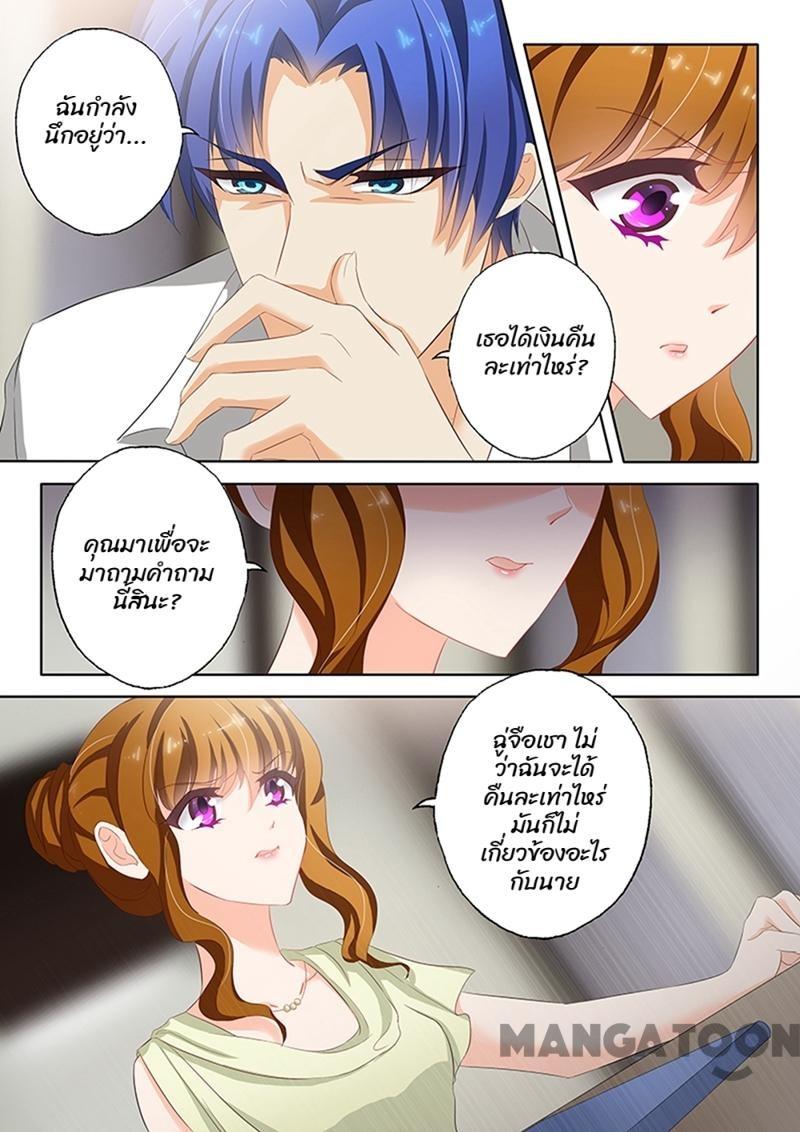 ฉันกำลัง
นึกอยู่ว่า...
เธอได้เงินคืน
ละเท่าไหร่?
คุณมาเพื่อจะ
มาถามคำถาม
นี้สินะ?
ฉู่จือเชา ไม่
ว่าฉันจะได้
คืนละเท่าไหร่
มันก็ไม่
เกี่ยวข้องอะไร
กับนาย
MANGATOON